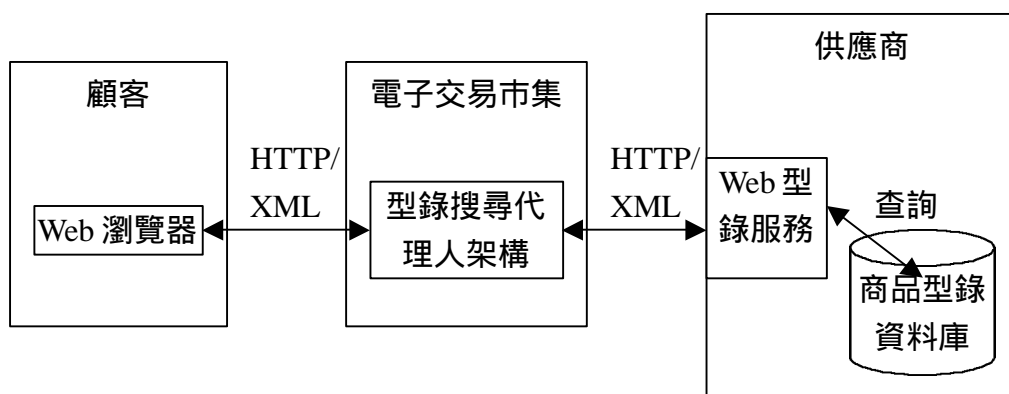 顧客
Web 瀏覽器
HTTP/
XML
電子交易市集
型錄搜尋代
理人架構
HTTP/
XML
供應商
Web 型
錄服務
查詢
商品型錄
資料庫